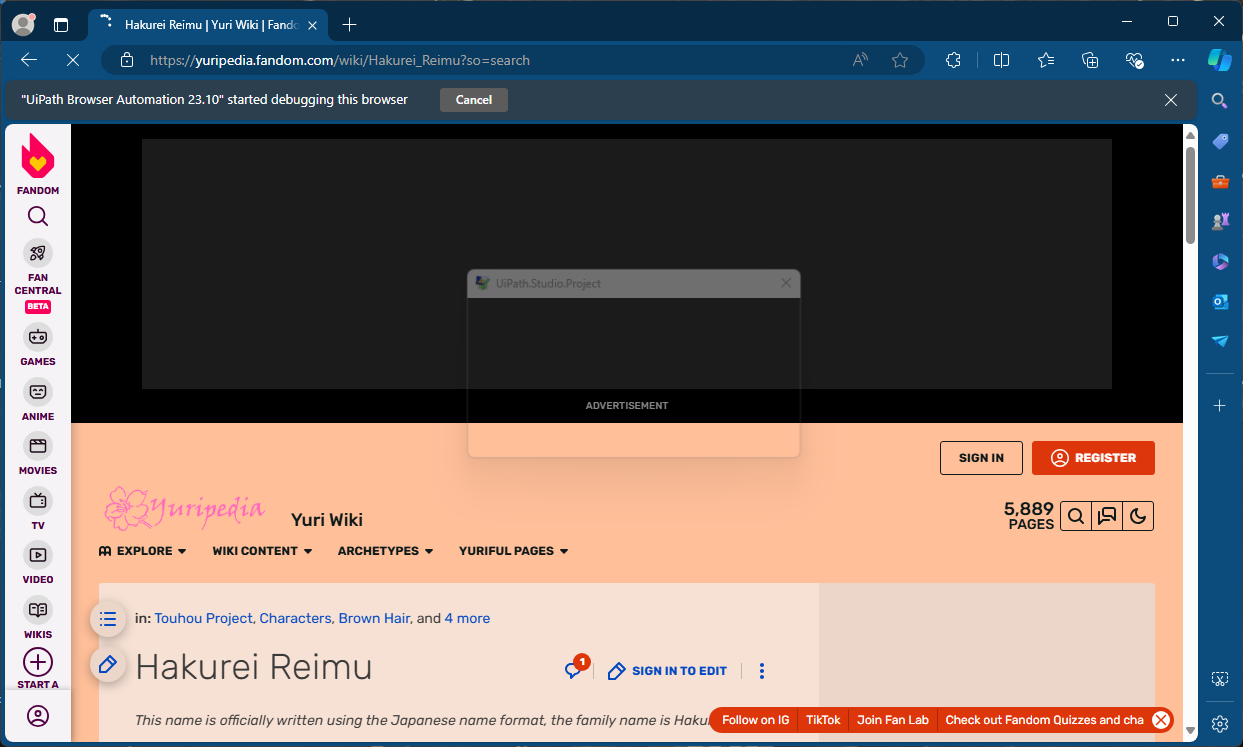 Hakurei Reimu | Yuri Wiki | Fando
https://yuripedia.fandom.com/wiki/Hakurei_Reimu?so=search
"UiPath Browser Automation 23.10" started debugging this browser
Cancel
FANDOM
FAN
CENTRAL
BETA
GAMES
ANIME
MOVIES
TV
VIDEO
WIKIS
START A
UiPath.Studio.Project
ADVERTISEMENT
SIGN IN
REGISTER
Yuripedia
Yuri Wiki
5,889
PAGES
EXPLORE
WIKI CONTENT
ARCHETYPES
YURIFUL PAGES
in: Touhou Project, Characters, Brown Hair, and 4 more
Hakurei Reimu
1
SIGN IN TO EDIT
This name is officially written using the Japanese name format, the family name is Haku
Follow on IG
TikTok
Join Fan Lab
Check out Fandom Quizzes and cha